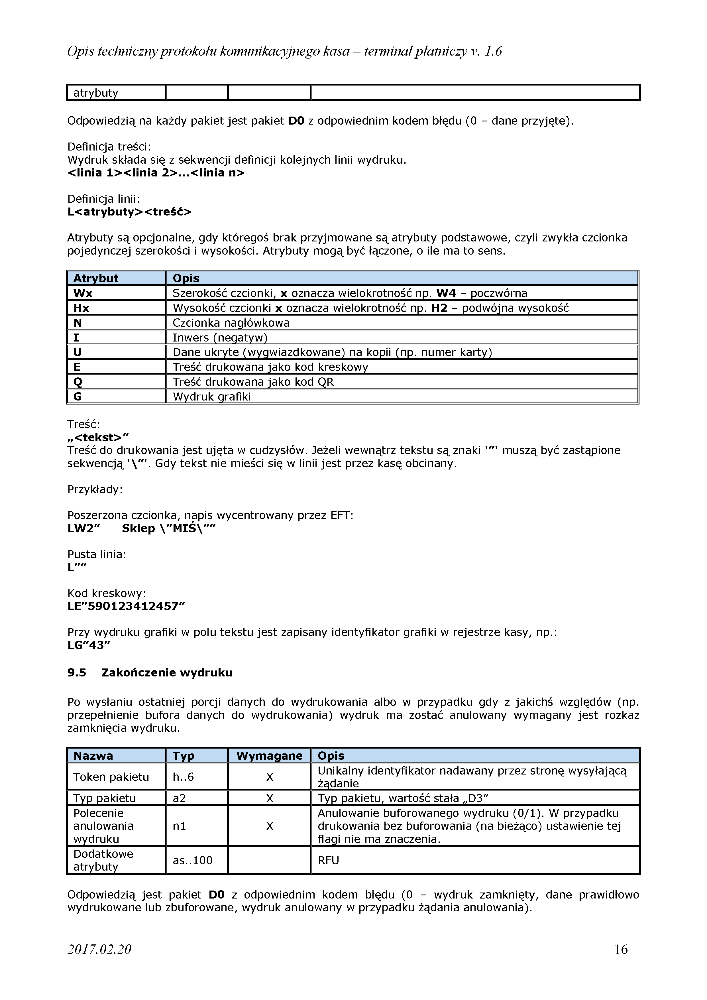 Opis techniczny protokołu komunikacyjnego kasa – terminal płatniczy v. 1.6
atrybuty
Odpowiedzią na każdy pakiet jest pakiet D0 z odpowiednim kodem błędu (0 – dane przyjęte).
Definicja treści:
Wydruk składa się z sekwencji definicji kolejnych linii wydruku.
<linia 1><linia 2>...<linia n>
Definicja linii:
L<atrybuty><treść>
Atrybuty są opcjonalne, gdy któregoś brak przyjmowane są atrybuty podstawowe, czyli zwykła czcionka
pojedynczej szerokości i wysokości. Atrybuty mogą być łączone, o ile ma to sens.
Atrybut Opis
Wx Szerokość czcionki, x oznacza wielokrotność np. W4 – poczwórna
Hx Wysokość czcionki x oznacza wielokrotność np. H2 – podwójna wysokość
N Czcionka nagłówkowa
I Inwers (negatyw)
U Dane ukryte (wygwiazdkowane) na kopii (np. numer karty)
E Treść drukowana jako kod kreskowy
Q Treść drukowana jako kod QR
G Wydruk grafiki
Treść:
„<tekst>”
Treść do drukowania jest ujęta w cudzysłów. Jeżeli wewnątrz tekstu są znaki '”' muszą być zastąpione
sekwencją '\”'. Gdy tekst nie mieści się w linii jest przez kasę obcinany.
Przykłady:
Poszerzona czcionka, napis wycentrowany przez EFT:
LW2”    Sklep \”MIŚ\””
Pusta linia:
L””
Kod kreskowy:
LE”590123412457”
Przy wydruku grafiki w polu tekstu jest zapisany identyfikator grafiki w rejestrze kasy, np.:
LG”43”
9.5 Zakończenie wydruku
Po wysłaniu ostatniej porcji danych do wydrukowania albo w przypadku gdy z jakichś względów (np.
przepełnienie bufora danych do wydrukowania) wydruk ma zostać anulowany wymagany jest rozkaz
zamknięcia wydruku.
Nazwa Typ Wymagane Opis
Token pakietu h..6 X Unikalny identyfikator nadawany przez stronę wysyłającą
żądanie
Typ pakietu a2 X Typ pakietu, wartość stała „D3”
Polecenie
anulowania
wydruku
n1 X
Anulowanie buforowanego wydruku (0/1). W przypadku
drukowania bez buforowania (na bieżąco) ustawienie tej
flagi nie ma znaczenia.
Dodatkowe
atrybuty
as..100 RFU
Odpowiedzią jest pakiet D0 z odpowiednim kodem błędu (0 – wydruk zamknięty, dane prawidłowo
wydrukowane lub zbuforowane, wydruk anulowany w przypadku żądania anulowania).
2017.02.20 16